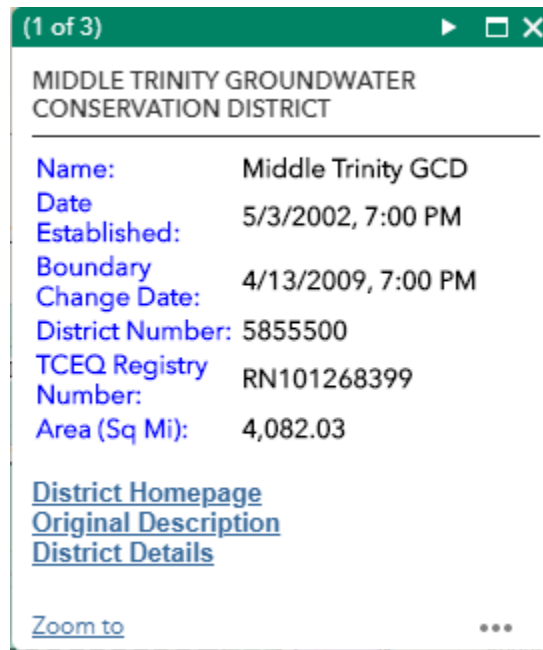 (1 of 3)
MIDDLE TRINITY GROUNDWATER
CONSERVATION DISTRICT
Name: Middle Trinity GCD
Date
Established: 5/3/2002, 7:00 PM
Boundary
Change Date: 4/13/2009, 7:00 PM
District Number: 5855500
TCEQ Registry
Number: RN101268399
Area (Sq Mi): 4,082.03
District Homepage
Original Description
District Details
Zoom to